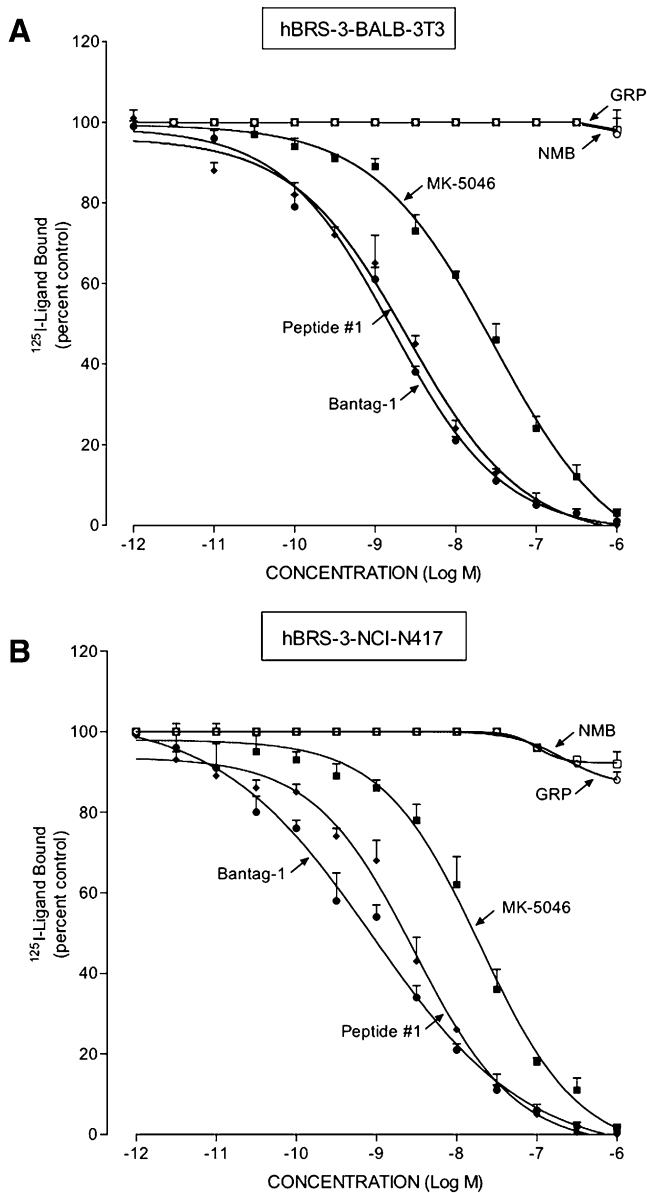 A
hBRS-3-BALB-3T3
120
100
80
60
40
20
0
125I-Ligand Bound
(percent control)
GRP
NMB
MK-5046
Peptide #1
Bantag-1
-12 -11 -10 -9 -8 -7 -6
CONCENTRATION (Log M)
B
hBRS-3-NCI-N417
120
100
80
60
40
20
0
125I-Ligand Bound
(percent control)
NMB
GRP
Bantag-1
MK-5046
Peptide #1
-12 -11 -10 -9 -8 -7 -6
CONCENTRATION (Log M)